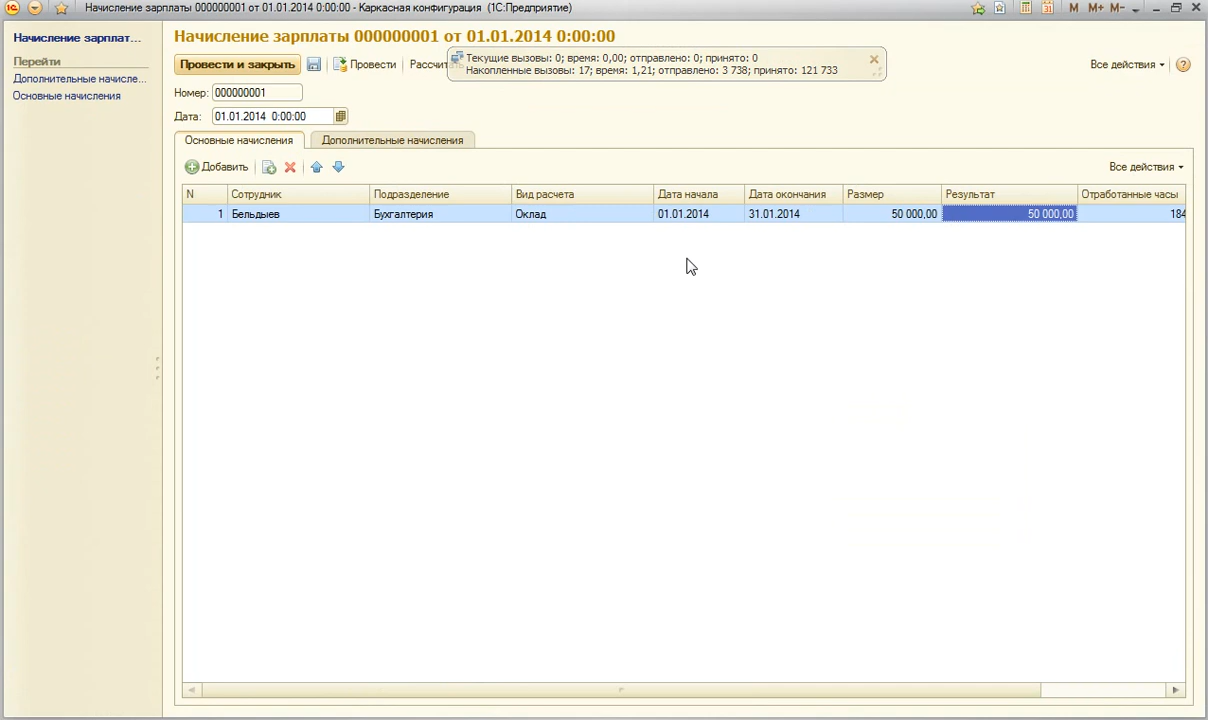 Начисление зарплаты 000000001 от 01.01.2014 0:00:00 - Каркасная конфигурация (1С:Предприятие)
M M+ M-
Начисление зарплат...
Перейти
Дополнительные начисле...
Основные начисления
Начисление зарплаты 000000001 от 01.01.2014 0:00:00
Провести и закрыть Провести Рассчит
Текущие вызовы: 0; время: 0,00; отправлено: 0; принято: 0
Накопленные вызовы: 17; время: 1,21; отправлено: 3 738; принято: 121 733
Все действия
Номер: 000000001
Дата: 01.01.2014 0:00:00
Основные начисления Дополнительные начисления
Добавить Все действия
N Сотрудник Подразделение Вид расчета Дата начала Дата окончания Размер Результат Отработанные часы
1 Бельдыев Бухгалтерия Оклад 01.01.2014 31.01.2014 50 000,00 50 000,00 184